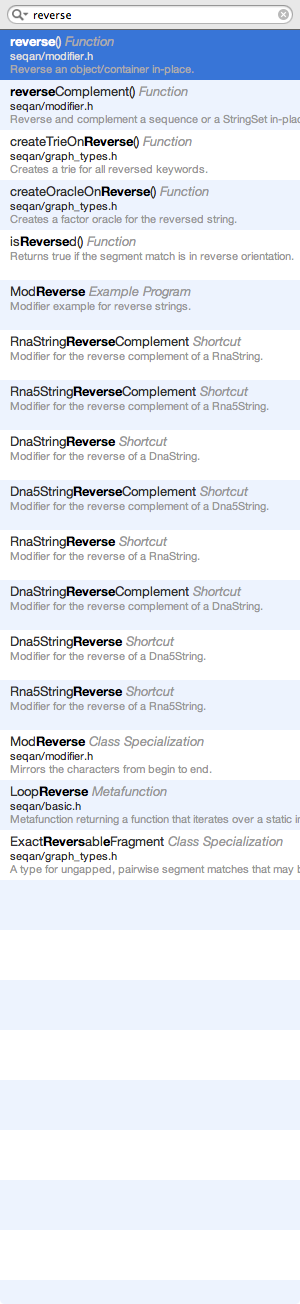 reverse
reverse() Function
seqan/modifier.h
Reverse an object/container in-place.
reverseComplement() Function
seqan/modifier.h
Reverse and complement a sequence or a StringSet in-plac
createTrieOnReverse() Function
seqan/graph_types.h
Creates a trie for all reversed keywords.
createOracleOnReverse() Function
seqan/graph_types.h
Creates a factor oracle for the reversed string.
isReversed() Function
Returns true if the segment match is in reverse orientation.
ModReverse Example Program
Modifier example for reverse strings.
RnaStringReverseComplement Shortcut
Modifier for the reverse complement of a RnaString.
Rna5StringReverseComplement Shortcut
Modifier for the reverse complement of a Rna5String.
DnaStringReverse Shortcut
Modifier for the reverse of a DnaString.
Dna5StringReverseComplement Shortcut
Modifier for the reverse complement of a Dna5String.
RnaStringReverse Shortcut
Modifier for the reverse of a RnaString.
DnaStringReverseComplement Shortcut
Modifier for the reverse complement of a DnaString.
Dna5StringReverse Shortcut
Modifier for the reverse of a Dna5String.
Rna5StringReverse Shortcut
Modifier for the reverse of a Rna5String.
ModReverse Class Specialization
seqan/modifier.h
Mirrors the characters from begin to end.
LoopReverse Metafunction
seqan/basic.h
Metafunction returning a function that iterates over a static in
ExactReversableFragment Class Specialization
seqan/graph_types.h
A type for ungapped, pairwise segment matches that may b